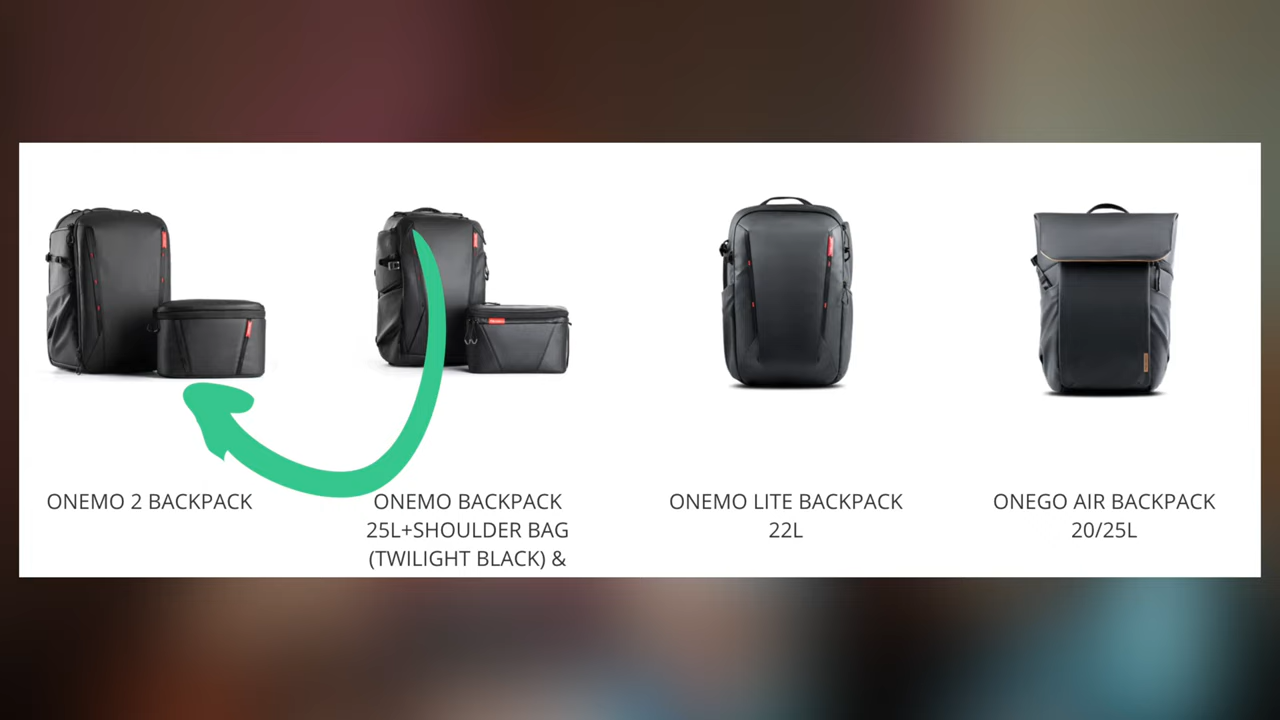 ONEMO 2 BACKPACK
ONEMO BACKPACK
25L+SHOULDER BAG
(TWILIGHT BLACK) &
ONEMO LITE BACKPACK
22L
ONEGO AIR BACKPACK
20/25L